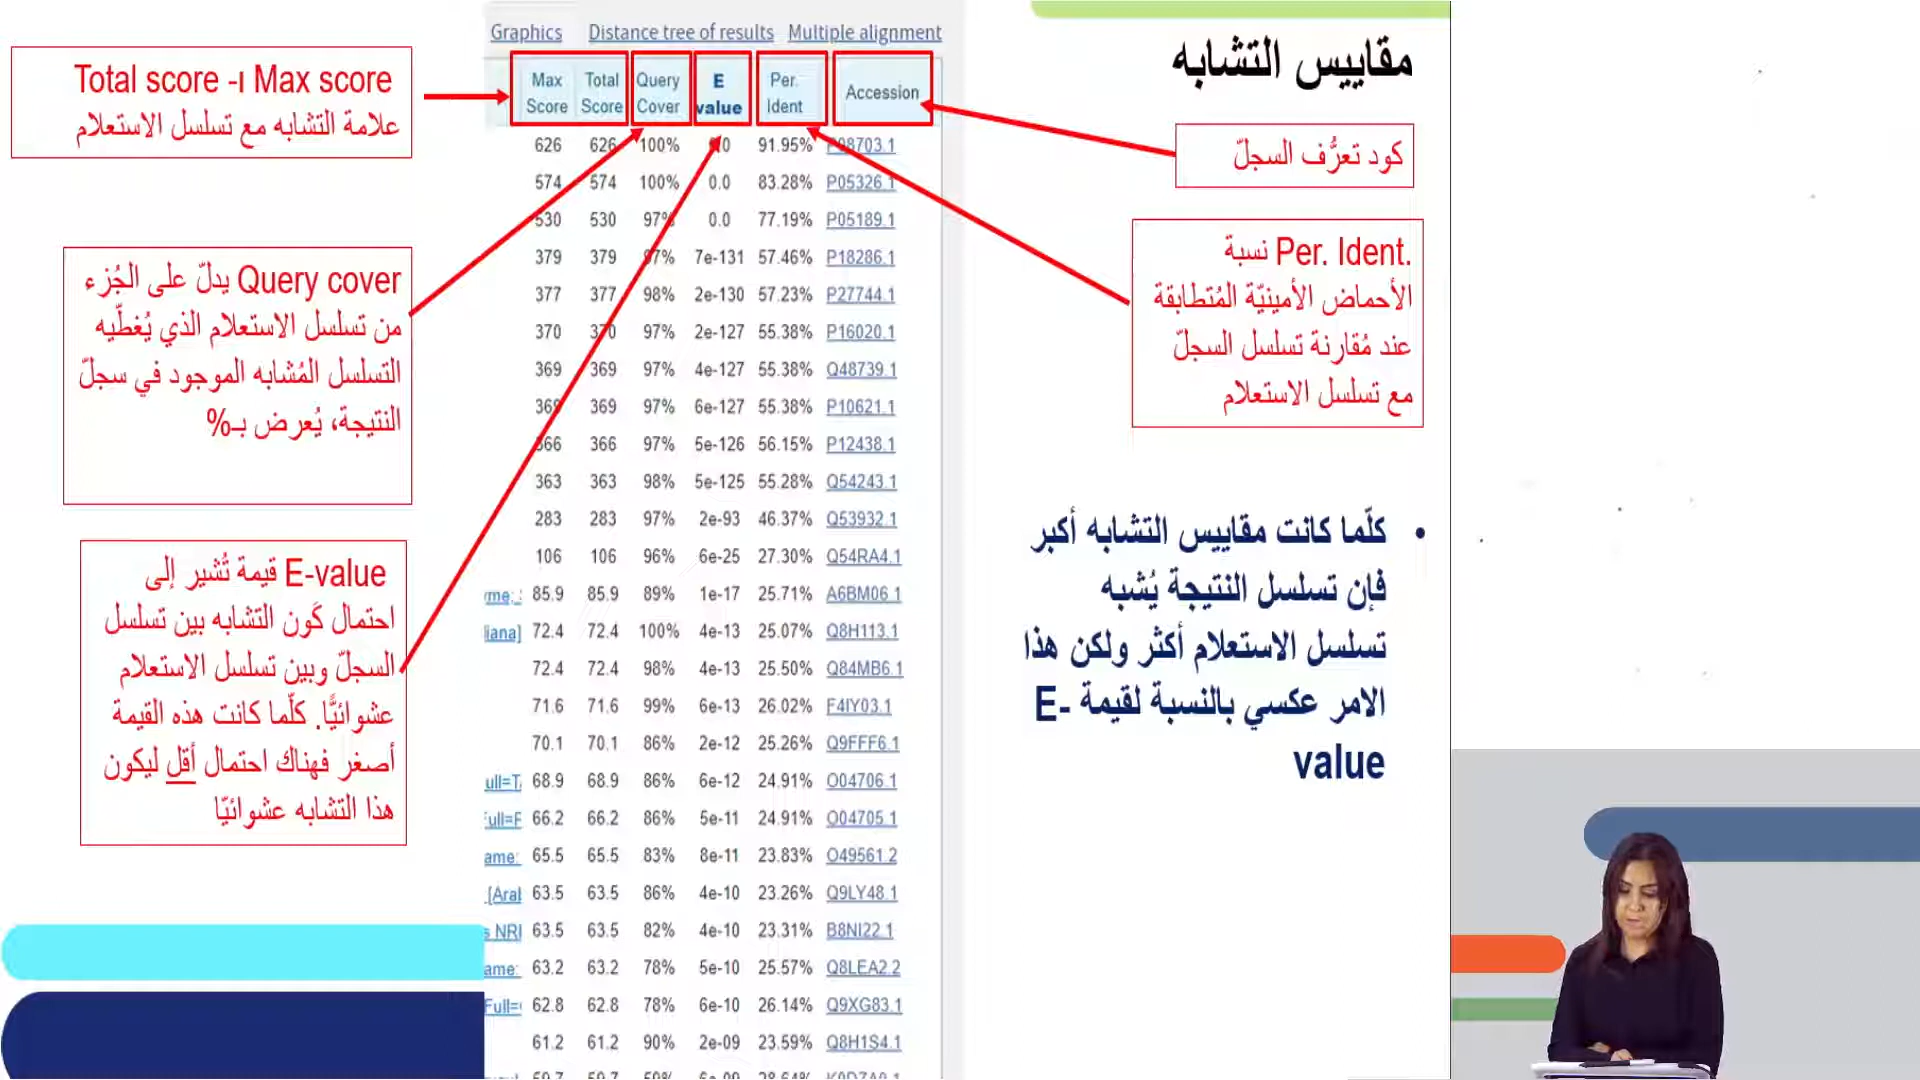 مقاييس التشابه
Graphics Distance tree of results Multiple alignment
Max score ו- Total score
علامة التشابه مع تسلسل الاستعلام
Query cover يدلّ على الجُزء
من تسلسل الاستعلام الذي يُغطّيه
التسلسل المُشابه الموجود في سجلّ
النتيجة، يُعرض بـ%
E-value قيمة تُشير إلى
احتمال كَون التشابه بين تسلسل
السجلّ وبين تسلسل الاستعلام
عشوائيًّا. كلّما كانت هذه القيمة
أصغر فهناك احتمال أقل ليكون
هذا التشابه عشوائيّا
Max Score Total Score Query Cover E value Per. Ident Accession
626 626 100% 91.95%
574 574 100% 0.0 83.28% P05326.1
530 530 97% 0.0 77.19% P05189.1
379 379 97% 7e-131 57.46% P18286.1
377 377 98% 2e-130 57.23% P27744.1
370 370 97% 2e-127 55.38% P16020.1
369 369 97% 4e-127 55.38% Q48739.1
369 369 97% 6e-127 55.38% P10621.1
366 366 97% 5e-126 56.15% P12438.1
363 363 98% 5e-125 55.28% Q54243.1
283 283 97% 2e-93 46.37% Q53932.1
106 106 96% 6e-25 27.30% Q54RA4.1
85.9 85.9 89% 1e-17 25.71% A6BM06.1
liana] 72.4 72.4 100% 4e-13 25.07% Q8H113.1
72.4 72.4 98% 4e-13 25.50% Q84MB6.1
71.6 71.6 99% 6e-13 26.02% F4IY03.1
70.1 70.1 86% 2e-12 25.26% Q9FFF6.1
ull=T 68.9 68.9 86% 6e-12 24.91% O04706.1
Full=F 66.2 66.2 86% 5e-11 24.91% O04705.1
ame: 65.5 65.5 83% 8e-11 23.83% O49561.2
[Aral 63.5 63.5 86% 4e-10 23.26% Q9LY48.1
s NRI 63.5 63.5 82% 4e-10 23.31% B8NI22.1
ame: 63.2 63.2 78% 5e-10 25.57% Q8LEA2.2
Full= 62.8 62.8 78% 6e-10 26.14% Q9XG83.1
61.2 61.2 90% 2e-09 23.59% Q8H1S4.1
كود تعرُّف السجلّ
Per. Ident. نسبة
الأحماض الأمينيّة المُتطابقة
عند مُقارنة تسلسل السجلّ
مع تسلسل الاستعلام
• كلّما كانت مقاييس التشابه أكبر
فإن تسلسل النتيجة يُشبه
تسلسل الاستعلام أكثر ولكن هذا
الامر عكسي بالنسبة لقيمة E-
value